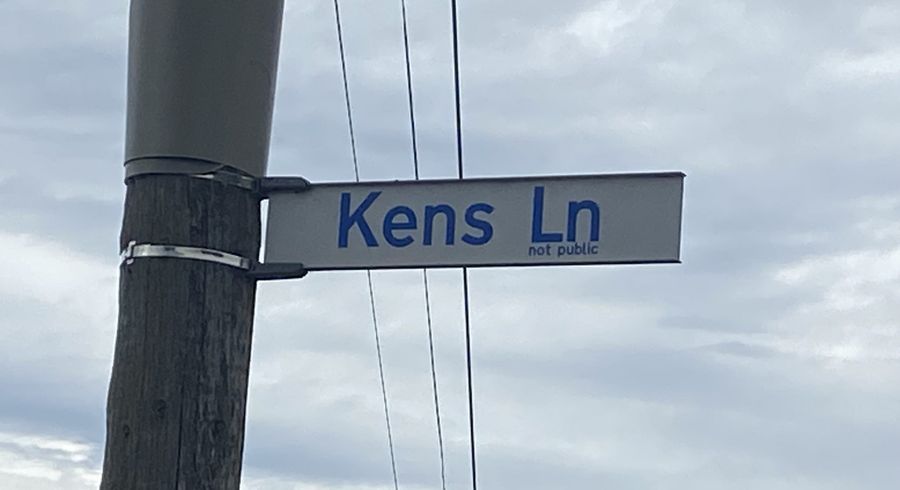 Kens Ln
not public